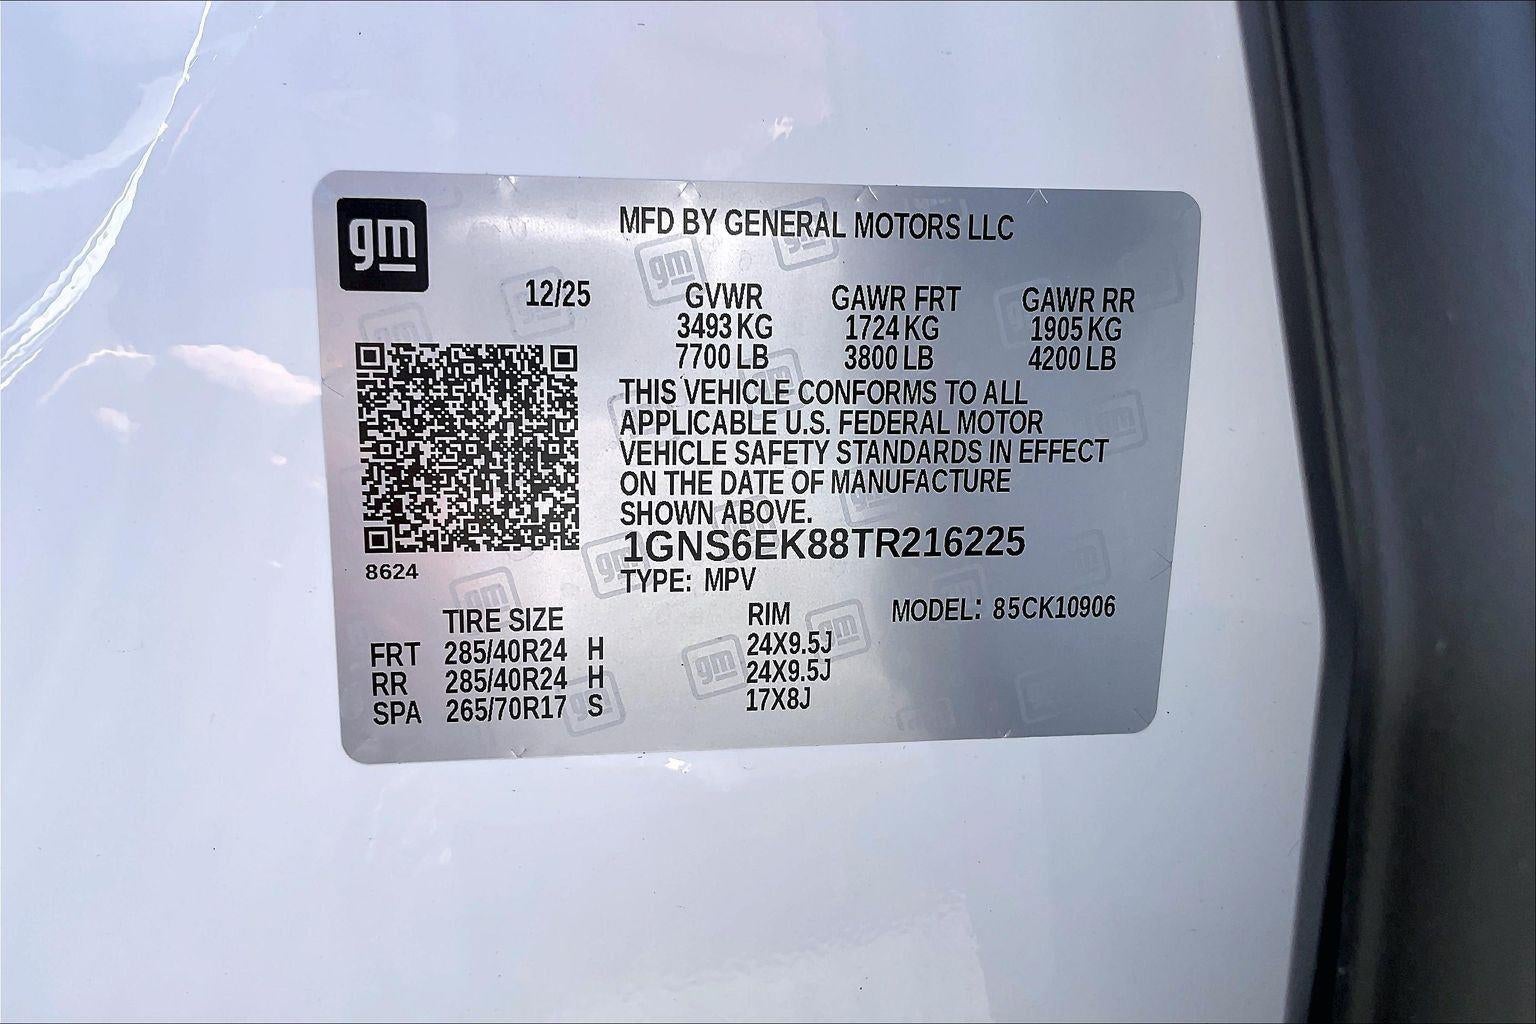 gm
MFD BY GENERAL MOTORS LLC
12/25 GVWR GAWR FRT GAWR RR
3493 KG 1724 KG 1905 KG
7700 LB 3800 LB 4200 LB
THIS VEHICLE CONFORMS TO ALL
APPLICABLE U.S. FEDERAL MOTOR
VEHICLE SAFETY STANDARDS IN EFFECT
ON THE DATE OF MANUFACTURE
SHOWN ABOVE.
1GNS6EK88TR216225
8624
TYPE: MPV
TIRE SIZE RIM MODEL: 85CK10906
FRT 285/40R24 H 24X9.5J
RR 285/40R24 H 24X9.5J
SPA 265/70R17 S 17X8J